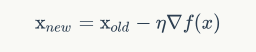 x_new = x_old − η∇f(x)